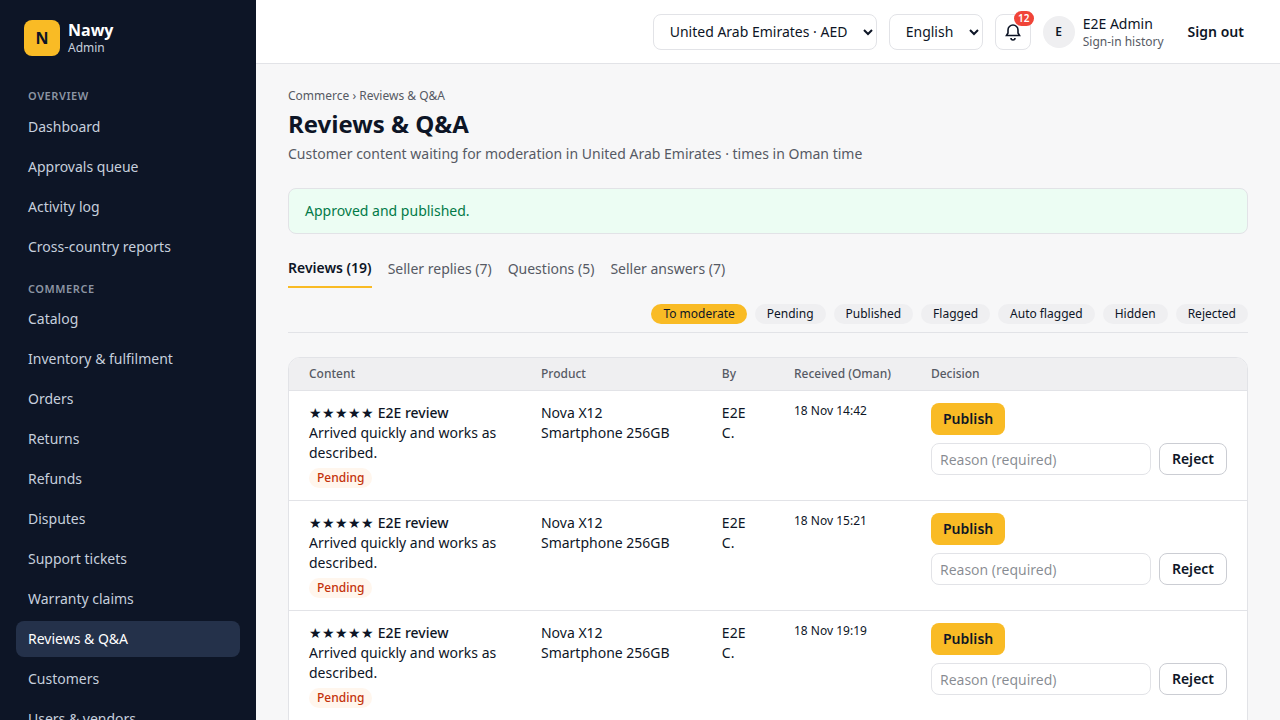 N
Nawy
Admin
United Arab Emirates · AED
English
12
E
E2E Admin
Sign-in history
Sign out
OVERVIEW
Dashboard
Approvals queue
Activity log
Cross-country reports
COMMERCE
Catalog
Inventory & fulfilment
Orders
Returns
Refunds
Disputes
Support tickets
Warranty claims
Reviews & Q&A
Customers
Users & vendors
Commerce › Reviews & Q&A
Reviews & Q&A
Customer content waiting for moderation in United Arab Emirates · times in Oman time
Approved and published.
Reviews (19) Seller replies (7) Questions (5) Seller answers (7)
To moderate Pending Published Flagged Auto flagged Hidden Rejected
Content Product By Received (Oman) Decision
★★★★★ E2E review
Arrived quickly and works as
described.
Pending
Nova X12
Smartphone 256GB
E2E
C.
18 Nov 14:42
Publish
Reason (required) Reject
★★★★★ E2E review
Arrived quickly and works as
described.
Pending
Nova X12
Smartphone 256GB
E2E
C.
18 Nov 15:21
Publish
Reason (required) Reject
★★★★★ E2E review
Arrived quickly and works as
described.
Pending
Nova X12
Smartphone 256GB
E2E
C.
18 Nov 19:19
Publish
Reason (required) Reject